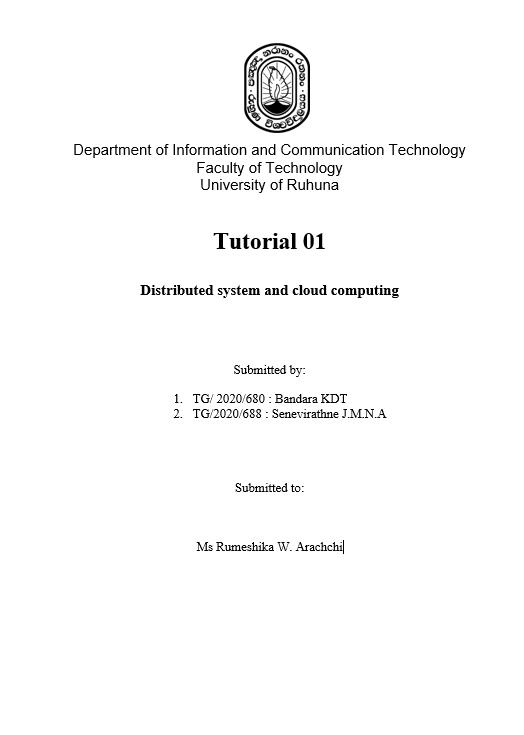 Department of Information and Communication Technology
Faculty of Technology
University of Ruhuna
Tutorial 01
Distributed system and cloud computing
Submitted by:
1. TG/ 2020/680 : Bandara KDT
2. TG/2020/688 : Senevirathne J.M.N.A
Submitted to:
Ms Rumeshika W. Arachchi